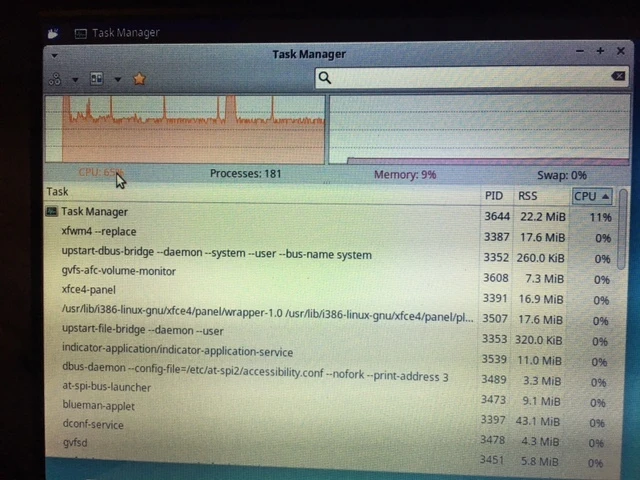 Task Manager
Task Manager
CPU: 65% Processes: 181 Memory: 9% Swap: 0%
Task PID RSS CPU
Task Manager 3644 22.2 MiB 11%
xfwm4 --replace 3387 17.6 MiB 0%
upstart-dbus-bridge --daemon --system --user --bus-name system 3352 260.0 KiB 0%
gvfs-afc-volume-monitor 3608 7.3 MiB 0%
xfce4-panel 3391 16.9 MiB 0%
/usr/lib/i386-linux-gnu/xfce4/panel/wrapper-1.0 /usr/lib/i386-linux-gnu/xfce4/panel/pl... 3507 17.6 MiB 0%
upstart-file-bridge --daemon --user 3353 320.0 KiB 0%
indicator-application/indicator-application-service 3539 11.0 MiB 0%
dbus-daemon --config-file=/etc/at-spi2/accessibility.conf --nofork --print-address 3 3489 3.3 MiB 0%
at-spi-bus-launcher 3473 9.1 MiB 0%
blueman-applet 3397 43.1 MiB 0%
dconf-service 3478 4.3 MiB 0%
gvfsd 3451 5.8 MiB 0%